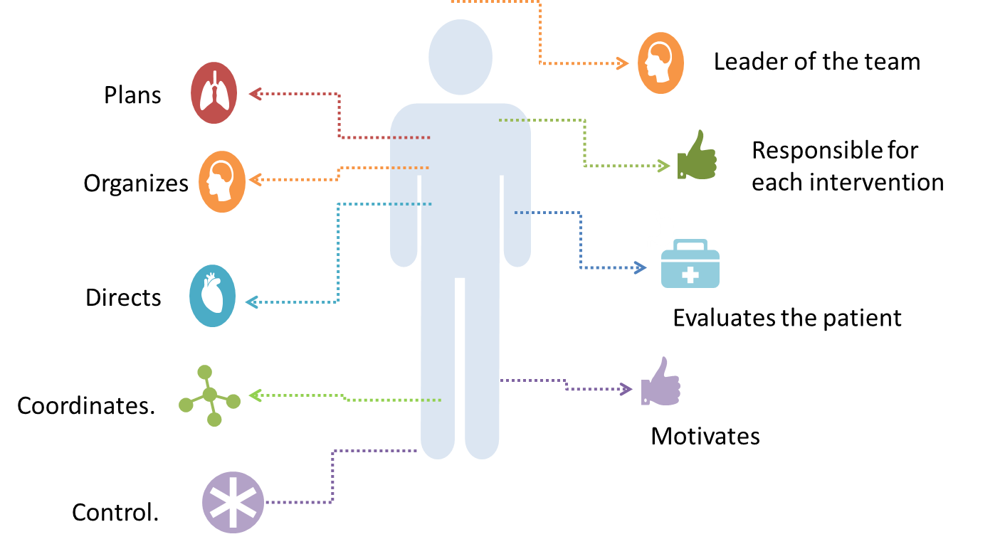 Plans
Organizes
Directs
Coordinates.
Control.
Leader of the team
Responsible for
each intervention
Evaluates the patient
Motivates